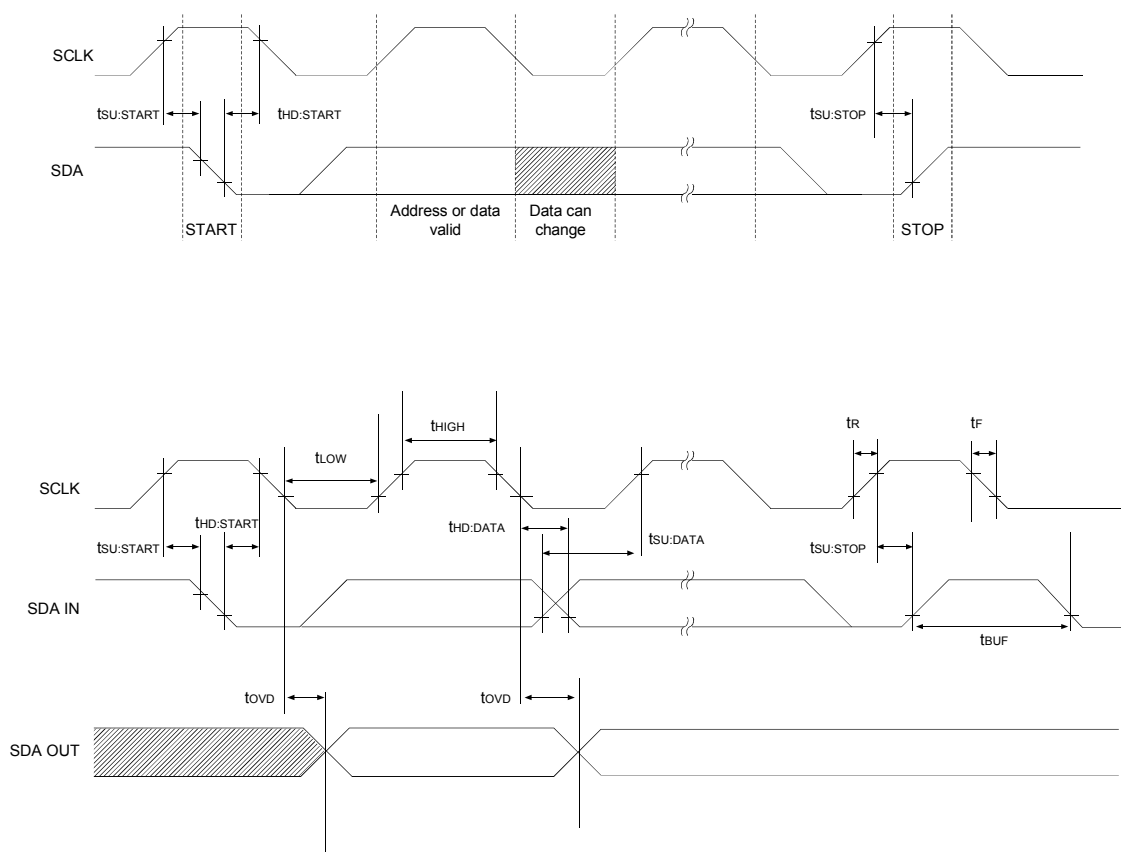 SCLK
tSU:START
tHD:START
tSU:STOP
SDA
Address or data
valid
Data can
change
START
STOP
tHIGH
tR
tF
tLOW
SCLK
tHD:START
tHD:DATA
tSU:START
tSU:DATA
tSU:STOP
SDA IN
tBUF
tOVD
tOVD
SDA OUT